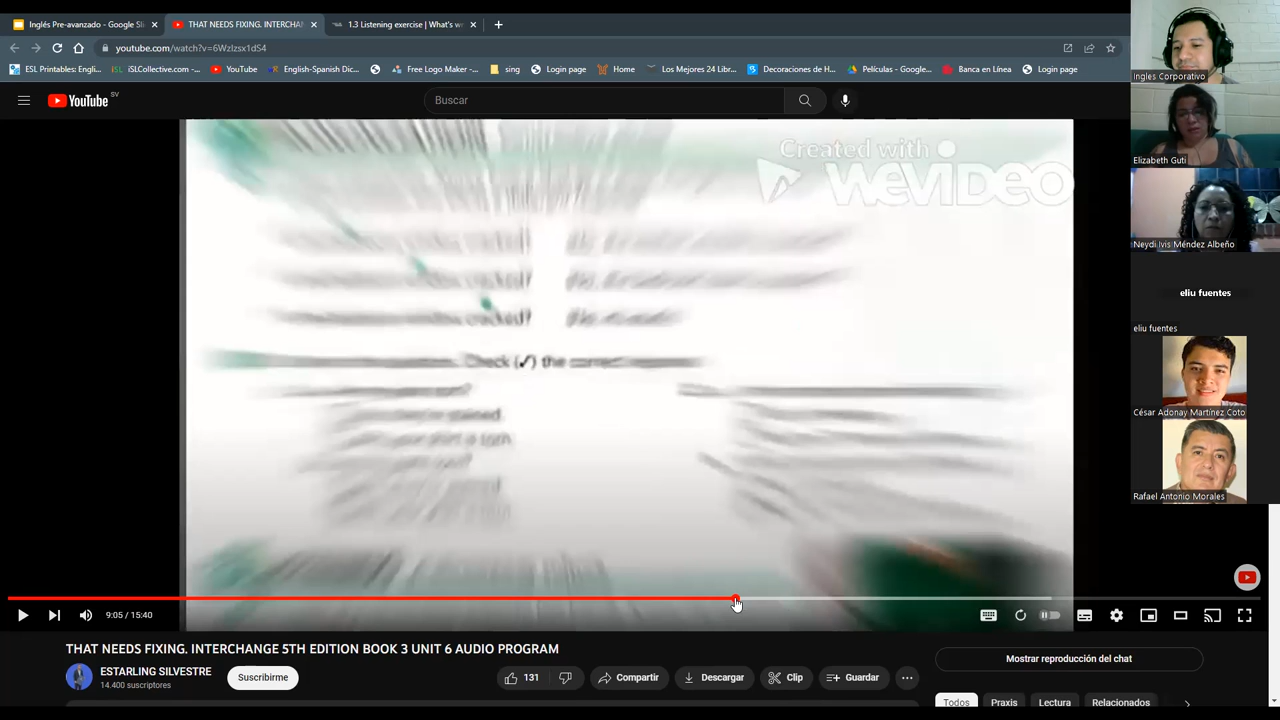 Inglés Pre-avanzado - Google Sli
THAT NEEDS FIXING. INTERCHAN
1.3 Listening exercise | What's w
youtube.com/watch?v=6WzIzsx1dS4
ESL Printables: Engli...
iSLCollective.com -...
YouTube
English-Spanish Dic...
Free Logo Maker -...
sing
Login page
Home
Los Mejores 24 Libr...
Decoraciones de H...
Películas - Google...
Banca en Línea
Login page
YouTube SV
Buscar
Created with
WEVIDEO
Check (✓) the correct
Ingles Corporativo
Elizabeth Guti
Neydi Ivis Méndez Albeño
eliu fuentes
eliu fuentes
César Adonay Martínez Coto
Rafael Antonio Morales
9:05 / 15:40
THAT NEEDS FIXING. INTERCHANGE 5TH EDITION BOOK 3 UNIT 6 AUDIO PROGRAM
ESTARLING SILVESTRE
14.400 suscriptores
Suscribirme
131
Compartir
Descargar
Clip
Guardar
Mostrar reproducción del chat
Todos
Praxis
Lectura
Relacionados